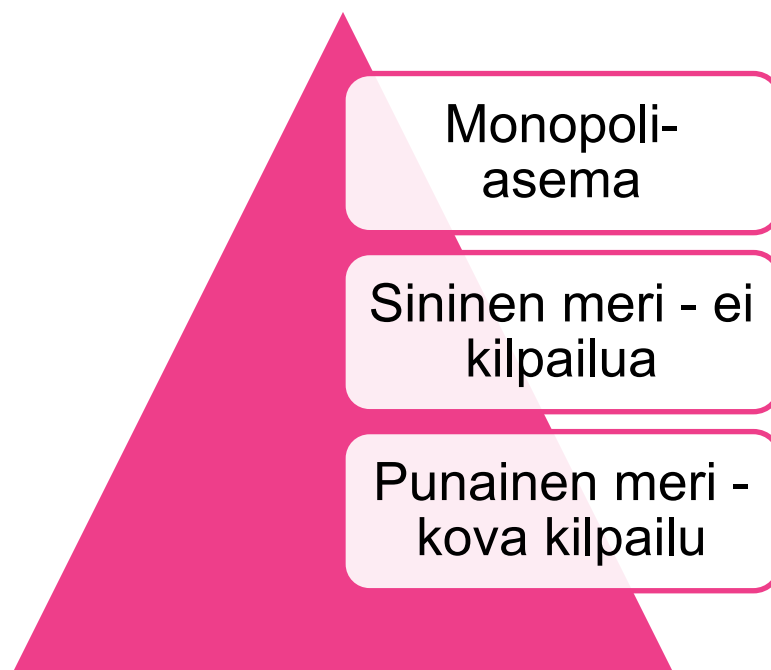 Monopoli-
asema
Sininen meri - ei
kilpailua
Punainen meri -
kova kilpailu